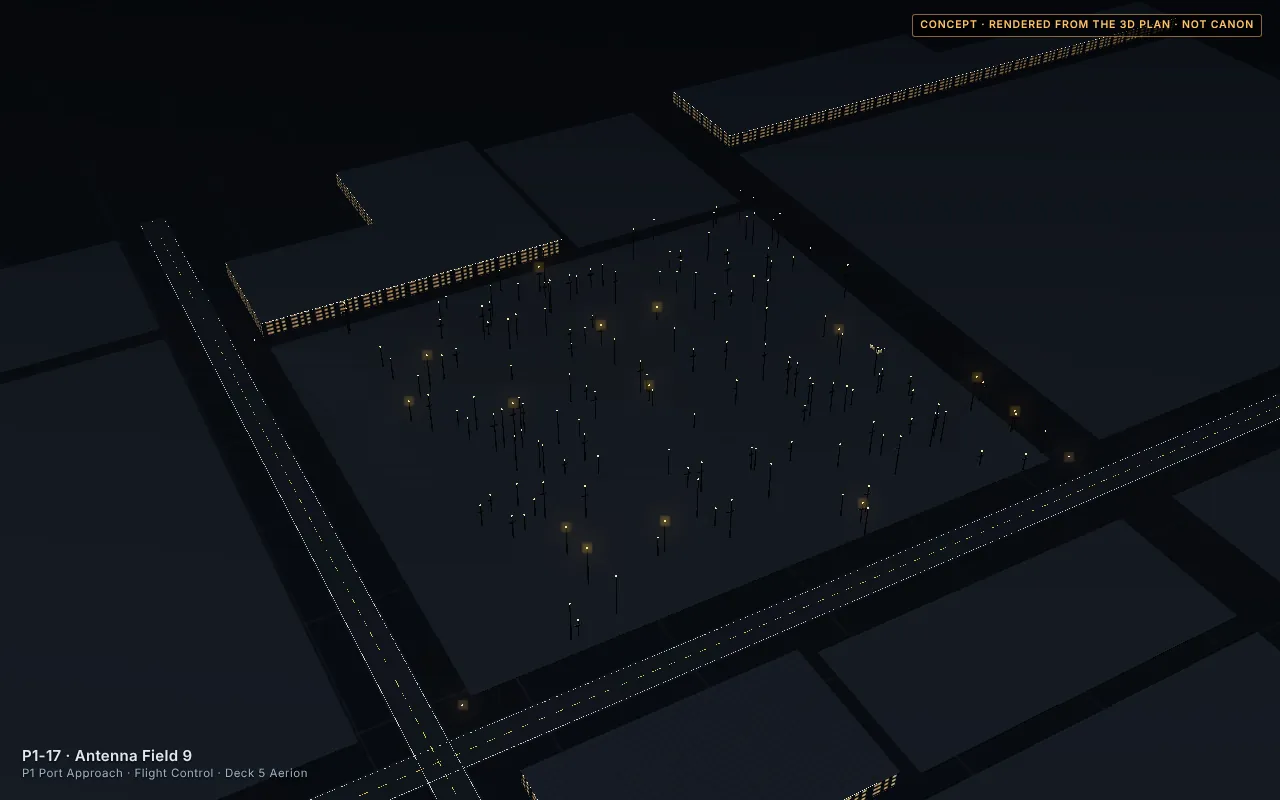 CONCEPT · RENDERED FROM THE 3D PLAN · NOT CANON
P1-17 · Antenna Field 9
P1 Port Approach · Flight Control · Deck 5 Aerion